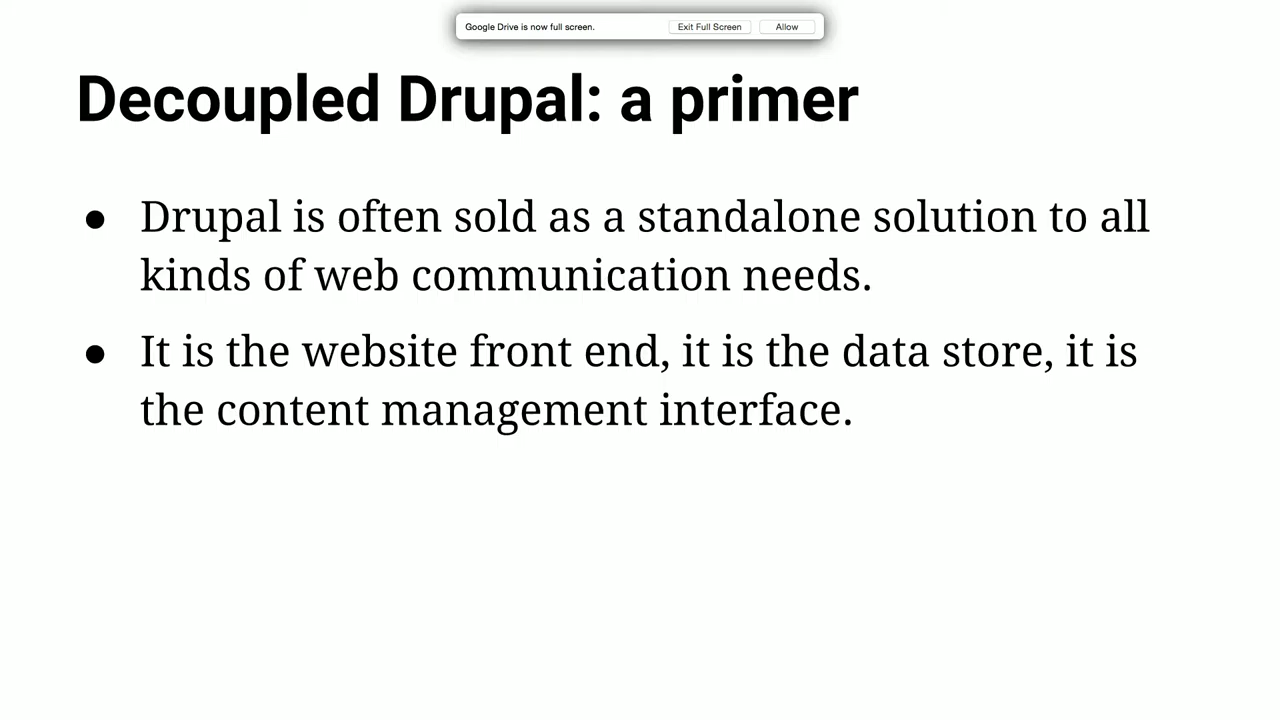 Google Drive is now full screen. Exit Full Screen Allow
Decoupled Drupal: a primer
● Drupal is often sold as a standalone solution to all
kinds of web communication needs.
● It is the website front end, it is the data store, it is
the content management interface.